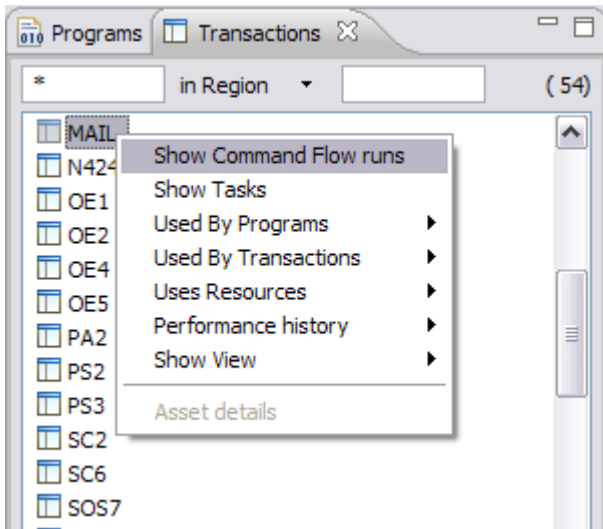 010 Programs Transactions
* in Region ( 54)
MAIL
Show Command Flow runs
N424
Show Tasks
OE1
Used By Programs
OE2
Used By Transactions
OE4
Uses Resources
OE5
Performance history
PA2
Show View
PS2
PS3
Asset details
SC2
SC6
SOS7